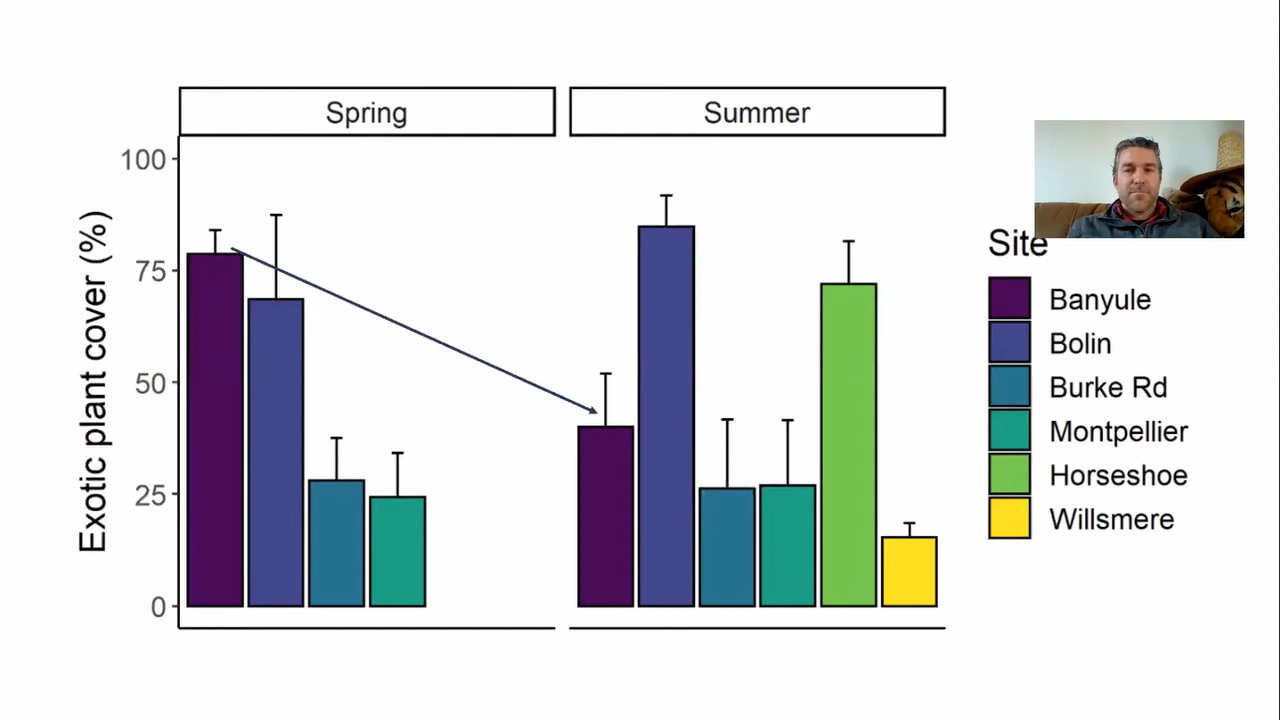 Spring
Summer
100
75
50
25
0
Exotic plant cover (%)
Site
Banyule
Bolin
Burke Rd
Montpellier
Horseshoe
Willsmere